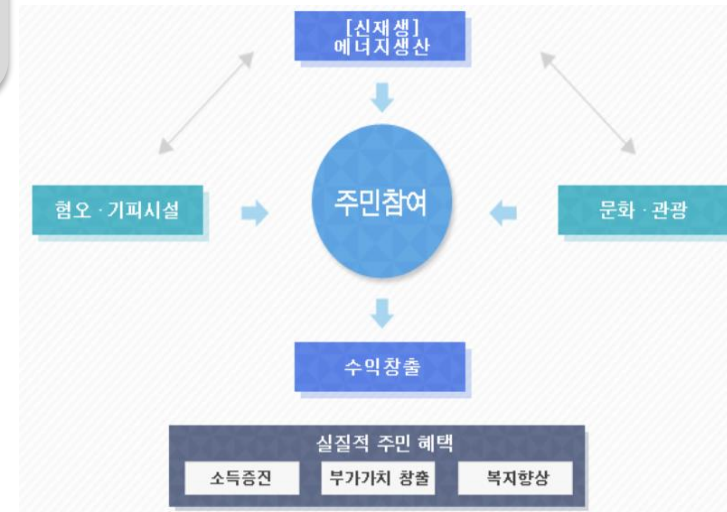 [신재생]
에너지생산
혐오·기피시설
주민참여
문화·관광
수익창출
실질적 주민 혜택
소득증진
부가가치 창출
복지향상